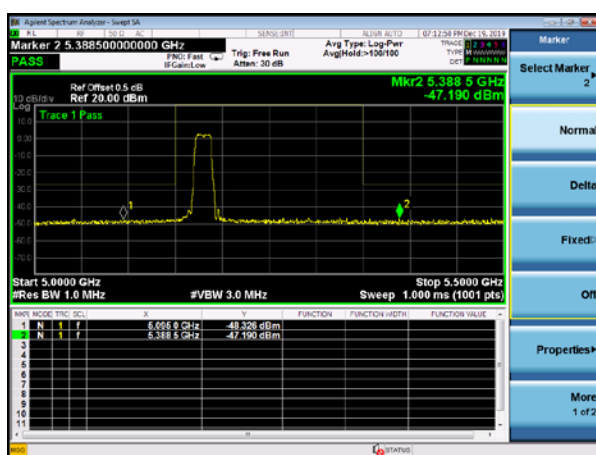 Agilent Spectrum Analyzer - Swept SA
RL RF 50 Ω AC SENSE:INT ALIGN AUTO 07:12:58 PM Dec 19, 2019
Marker 2 5.388500000000 GHz
PASS
PNO: Fast
IFGain:Low
Trig: Free Run
Atten: 30 dB
Avg Type: Log-Pwr
Avg|Hold:>100/100
TRACE 1 2 3 4 5 6
TYPE
DET P N N N N N
Ref Offset 0.5 dB
Ref 20.00 dBm
10 dB/div
Log
Mkr2 5.388 5 GHz
-47.190 dBm
Trace 1 Pass
10.0
0.00
-10.0
-20.0
-30.0
-40.0
-50.0
-60.0
-70.0
1
2
Start 5.0000 GHz
#Res BW 1.0 MHz
#VBW 3.0 MHz
Stop 5.5000 GHz
Sweep 1.000 ms (1001 pts)
MKR MODE TRC SCL X Y FUNCTION FUNCTION WIDTH FUNCTION VALUE
1 N 1 f 5.095 0 GHz -48.326 dBm
2 N 1 f 5.388 5 GHz -47.190 dBm
3
4
5
6
7
8
9
10
11
MSG
STATUS
Marker
Select Marker
2
Normal
Delta
Fixed
Off
Properties
More
1 of 2